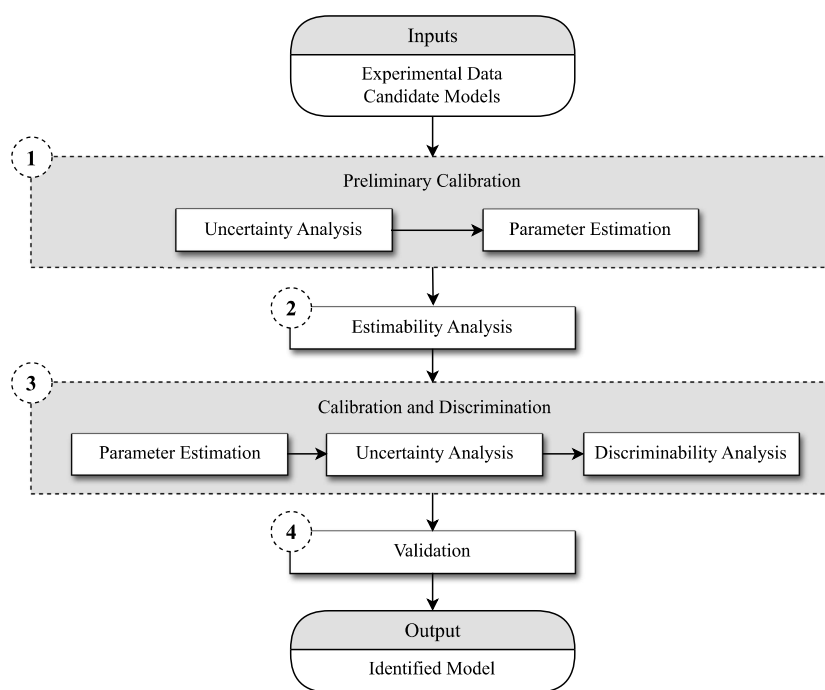 Inputs
Experimental Data
Candidate Models
1
Preliminary Calibration
Uncertainty Analysis
Parameter Estimation
2
Estimability Analysis
3
Calibration and Discrimination
Parameter Estimation
Uncertainty Analysis
Discriminability Analysis
4
Validation
Output
Identified Model